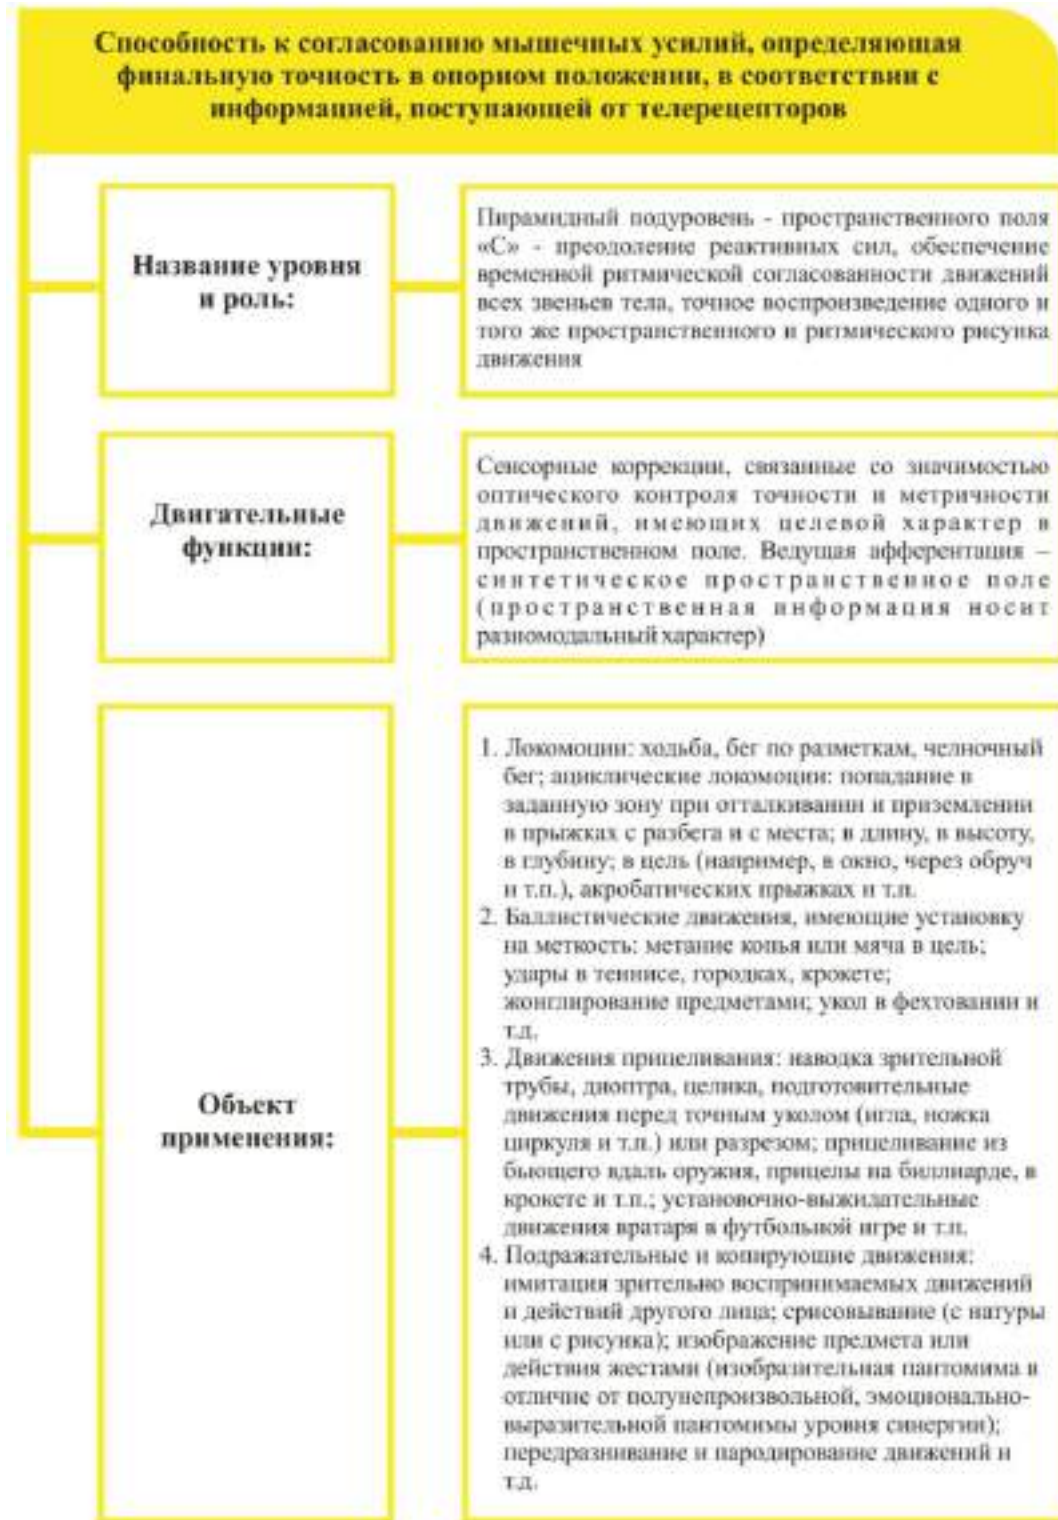 Способность к согласованию мышечных усилий, определяющая
финальную точность в опорном положении, в соответствии с
информацией, поступающей от телерецепторов
Название уровня
и роль:
Пирамидный подуровень - пространственного поля
«С» - преодоление реактивных сил, обеспечение
временной ритмической согласованности движений
всех звеньев тела, точное воспроизведение одного и
того же пространственного и ритмического рисунка
движения
Двигательные
функции:
Сенсорные коррекции, связанные со значимостью
оптического контроля точности и метричности
движений, имеющих целевой характер в
пространственном поле. Ведущая афферентация –
синтетическое пространственное поле
(пространственная информация носит
разномодальный характер)
Объект
применения:
1. Локомоции: ходьба, бег по разметкам, челночный
бег; ациклические локомоции: попадание в
заданную зону при отталкивании и приземлении
в прыжках с разбега и с места; в длину, в высоту,
в глубину; в цель (например, в окно, через обруч
и т.п.), акробатических прыжках и т.п.
2. Баллистические движения, имеющие установку
на меткость: метание копья или мяча в цель;
удары в теннисе, городках, крокете;
жонглирование предметами; укол в фехтовании и
т.д.
3. Движения прицеливания: наводка зрительной
трубы, диоптра, целика, подготовительные
движения перед точным уколом (игла, ножка
циркуля и т.п.) или разрезом; прицеливание из
бьющего вдаль оружия, прицелы на биллиарде, в
крокете и т.п.; установочно-выжидательные
движения вратаря в футбольной игре и т.п.
4. Подражательные и копирующие движения:
имитация зрительно воспринимаемых движений
и действий другого лица; срисовывание (с натуры
или с рисунка); изображение предмета или
действия жестами (изобразительная пантомима в
отличие от полунепроизвольной, эмоционально-
выразительной пантомимы уровня синергии);
передразнивание и пародирование движений и
т.д.